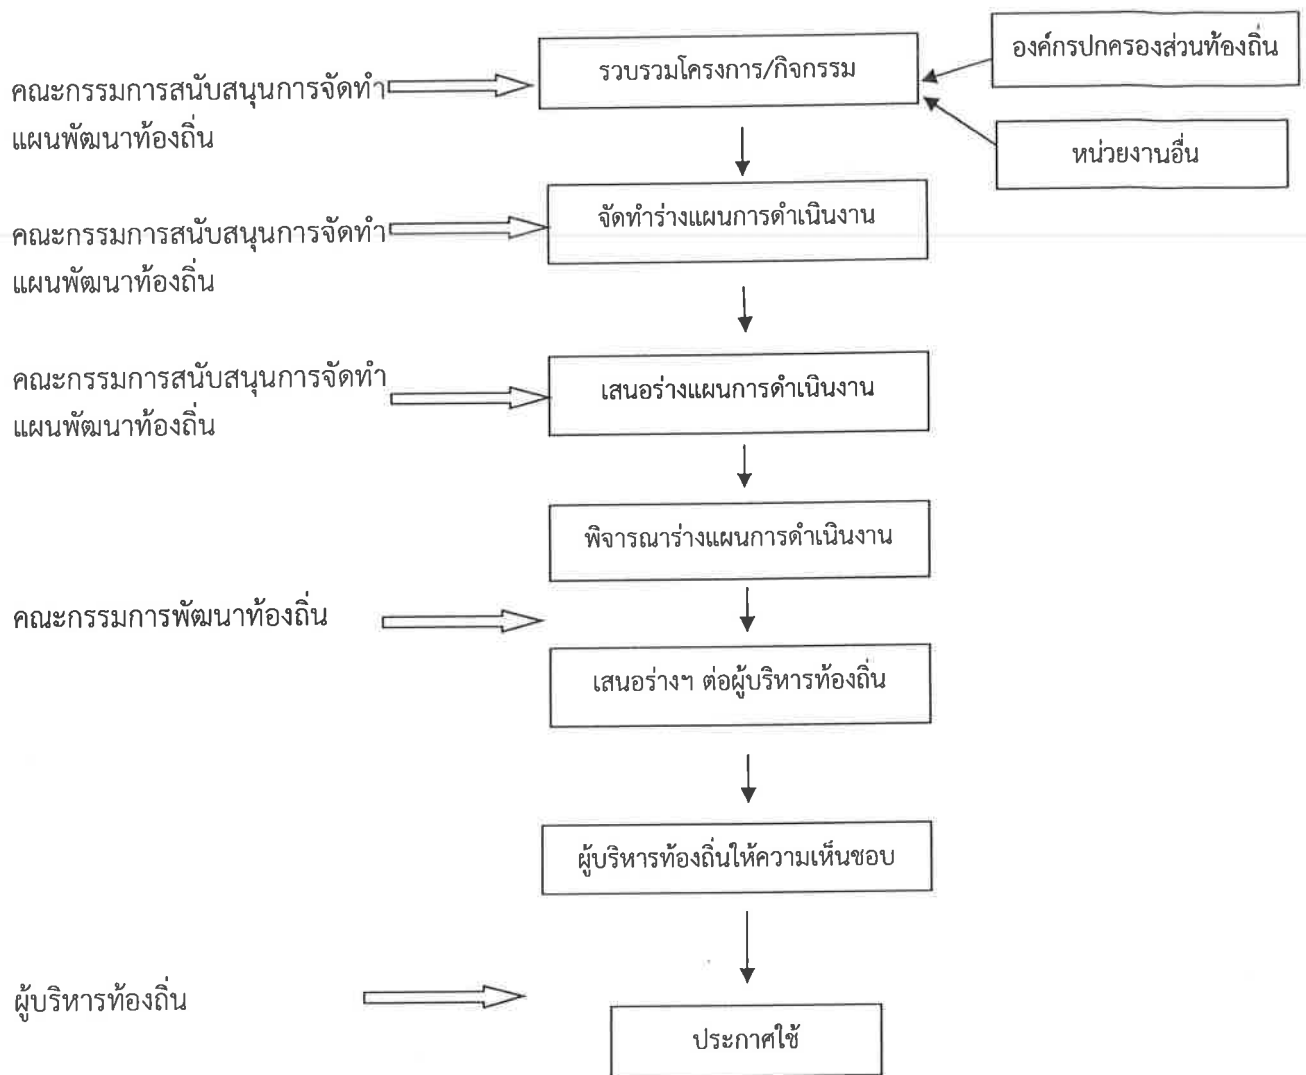 องค์กรปกครองส่วนท้องถิ่น
รวบรวมโครงการ/กิจกรรม
คณะกรรมการสนับสนุนการจัดทำ
แผนพัฒนาท้องถิ่น
หน่วยงานอื่น
จัดทำร่างแผนการดำเนินงาน
คณะกรรมการสนับสนุนการจัดทำ
แผนพัฒนาท้องถิ่น
เสนอร่างแผนการดำเนินงาน
คณะกรรมการสนับสนุนการจัดทำ
แผนพัฒนาท้องถิ่น
พิจารณาร่างแผนการดำเนินงาน
คณะกรรมการพัฒนาท้องถิ่น
เสนอร่างฯ ต่อผู้บริหารท้องถิ่น
ผู้บริหารท้องถิ่นให้ความเห็นชอบ
ผู้บริหารท้องถิ่น
ประกาศใช้